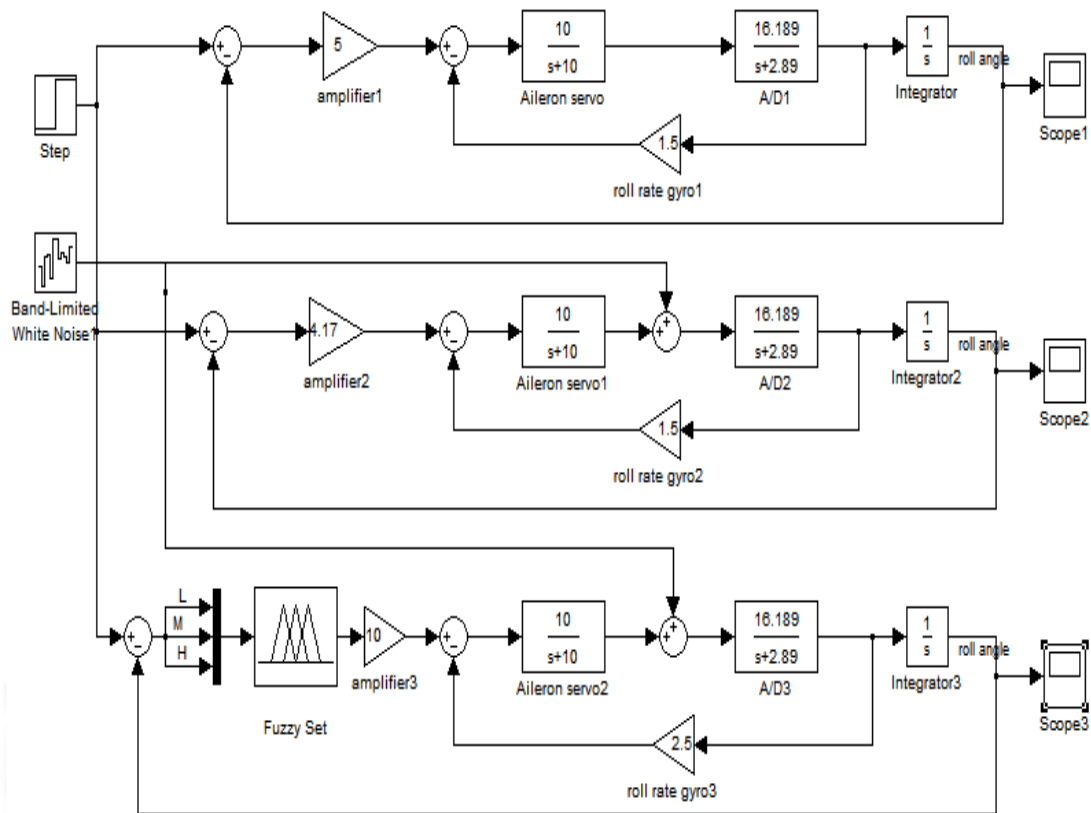 5
10
s+10
16.189
s+2.89
1
s
roll angle
amplifier1
Aileron servo
A/D1
Integrator
Scope1
Step
1.5
roll rate gyro1
Band-Limited
White Noise1
4.17
10
s+10
16.189
s+2.89
1
s
roll angle
amplifier2
Aileron servo1
A/D2
Integrator2
Scope2
1.5
roll rate gyro2
L
M
H
10
10
s+10
16.189
s+2.89
1
s
roll angle
amplifier3
Aileron servo2
A/D3
Integrator3
Scope3
Fuzzy Set
2.5
roll rate gyro3